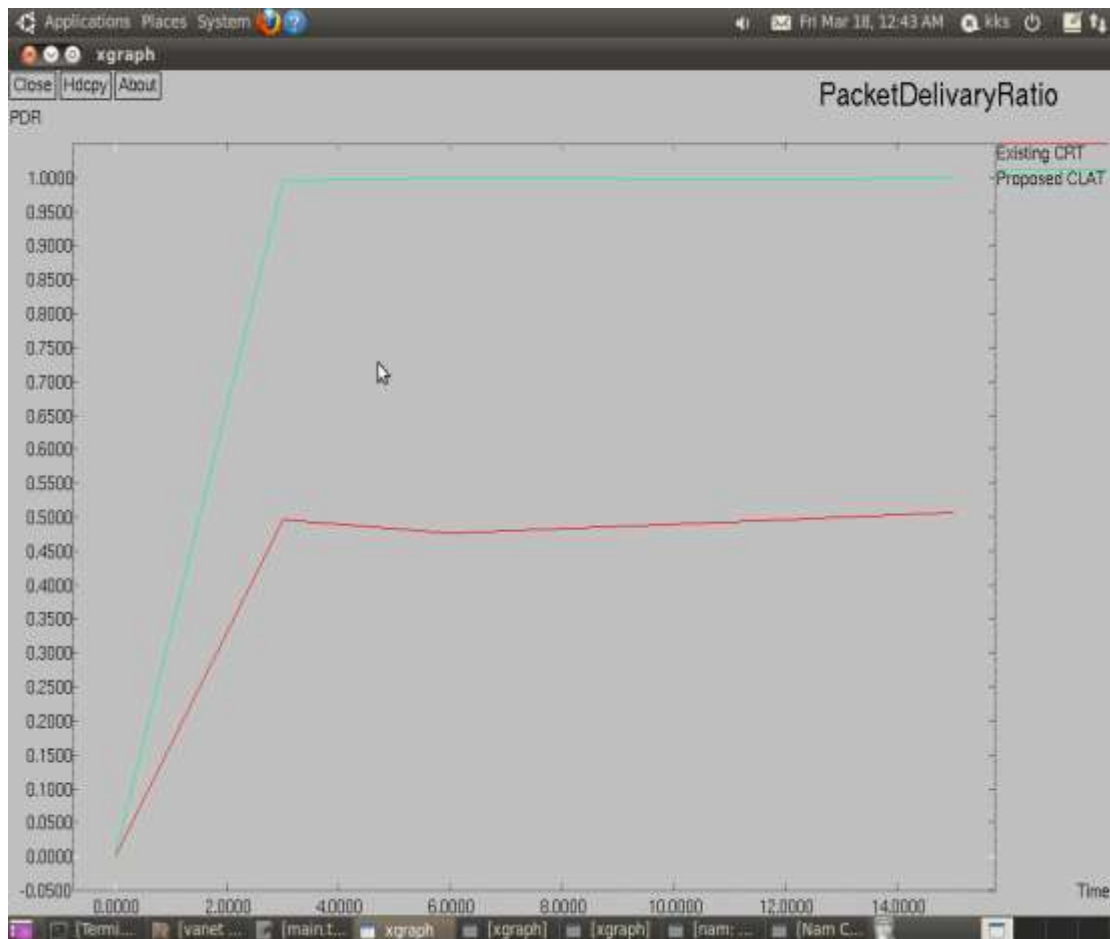 Applications Places System Fri Mar 18, 12:43 AM kks
xgraph
Close Hdcpy About
PacketDelivaryRatio
PDR
Existing CRT
Proposed CLAT
1.0000
0.9500
0.9000
0.8500
0.8000
0.7500
0.7000
0.6500
0.6000
0.5500
0.5000
0.4500
0.4000
0.3500
0.3000
0.2500
0.2000
0.1500
0.1000
0.0500
0.0000
-0.0500
Time
0.0000 2.0000 4.0000 6.0000 8.0000 10.0000 12.0000 14.0000
[Termi... [vanet ... [main.t... xgraph [xgraph] [xgraph] [nam: ... [Nam C...